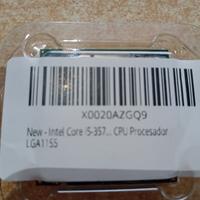 X0020AZGQ9
New - Intel Core i5-357... CPU Procesador
LGA1155